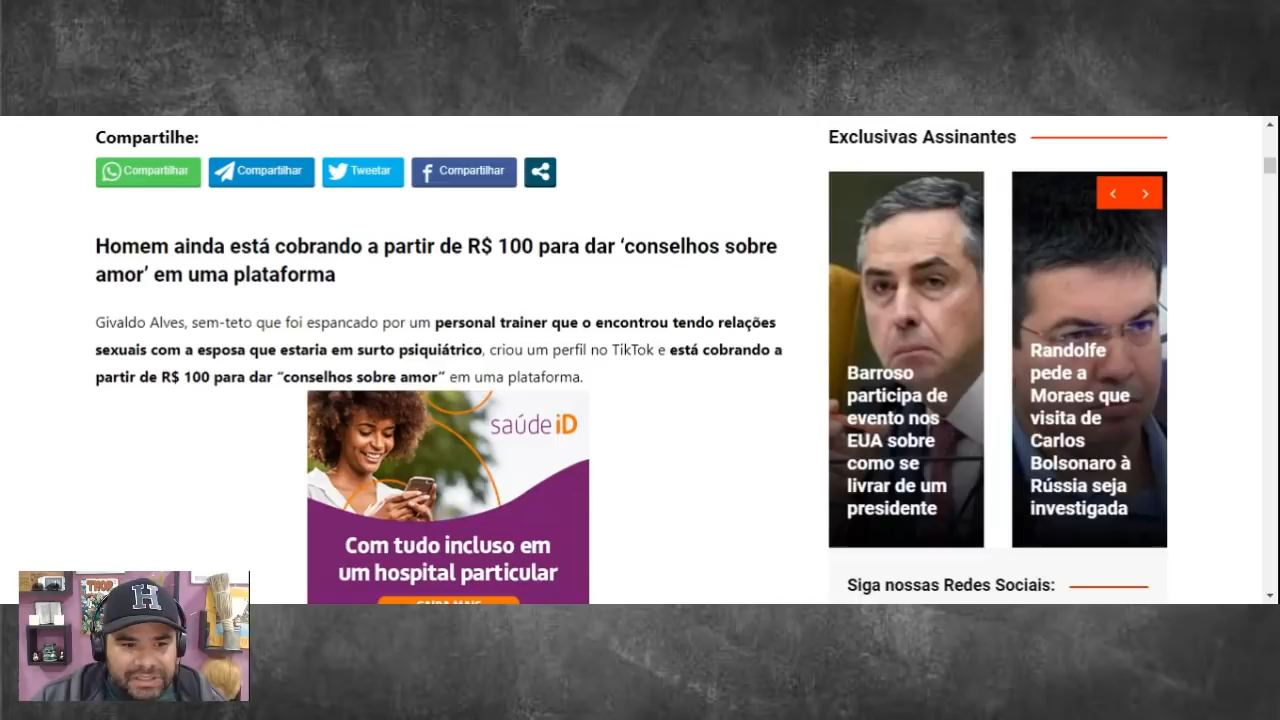 Compartilhe:
Compartilhar
Compartilhar
Tweetar
Compartilhar
Homem ainda está cobrando a partir de R$ 100 para dar ‘conselhos sobre
amor’ em uma plataforma
Givaldo Alves, sem-teto que foi espancado por um personal trainer que o encontrou tendo relações
sexuais com a esposa que estaria em surto psiquiátrico, criou um perfil no TikTok e está cobrando a
partir de R$ 100 para dar “conselhos sobre amor” em uma plataforma.
saúde iD
Com tudo incluso em
um hospital particular
SAIBA MAIS
Exclusivas Assinantes
Barroso
participa de
evento nos
EUA sobre
como se
livrar de um
presidente
Randolfe
pede a
Moraes que
visita de
Carlos
Bolsonaro à
Rússia seja
investigada
Siga nossas Redes Sociais:
THOR
H